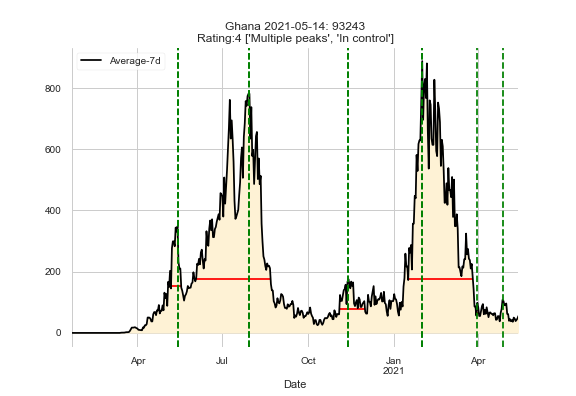 Ghana 2021-05-14: 93243
Rating:4 ['Multiple peaks', 'In control']
Average-7d
800
600
400
200
0
Apr
Jul
Oct
Jan
2021
Apr
Date